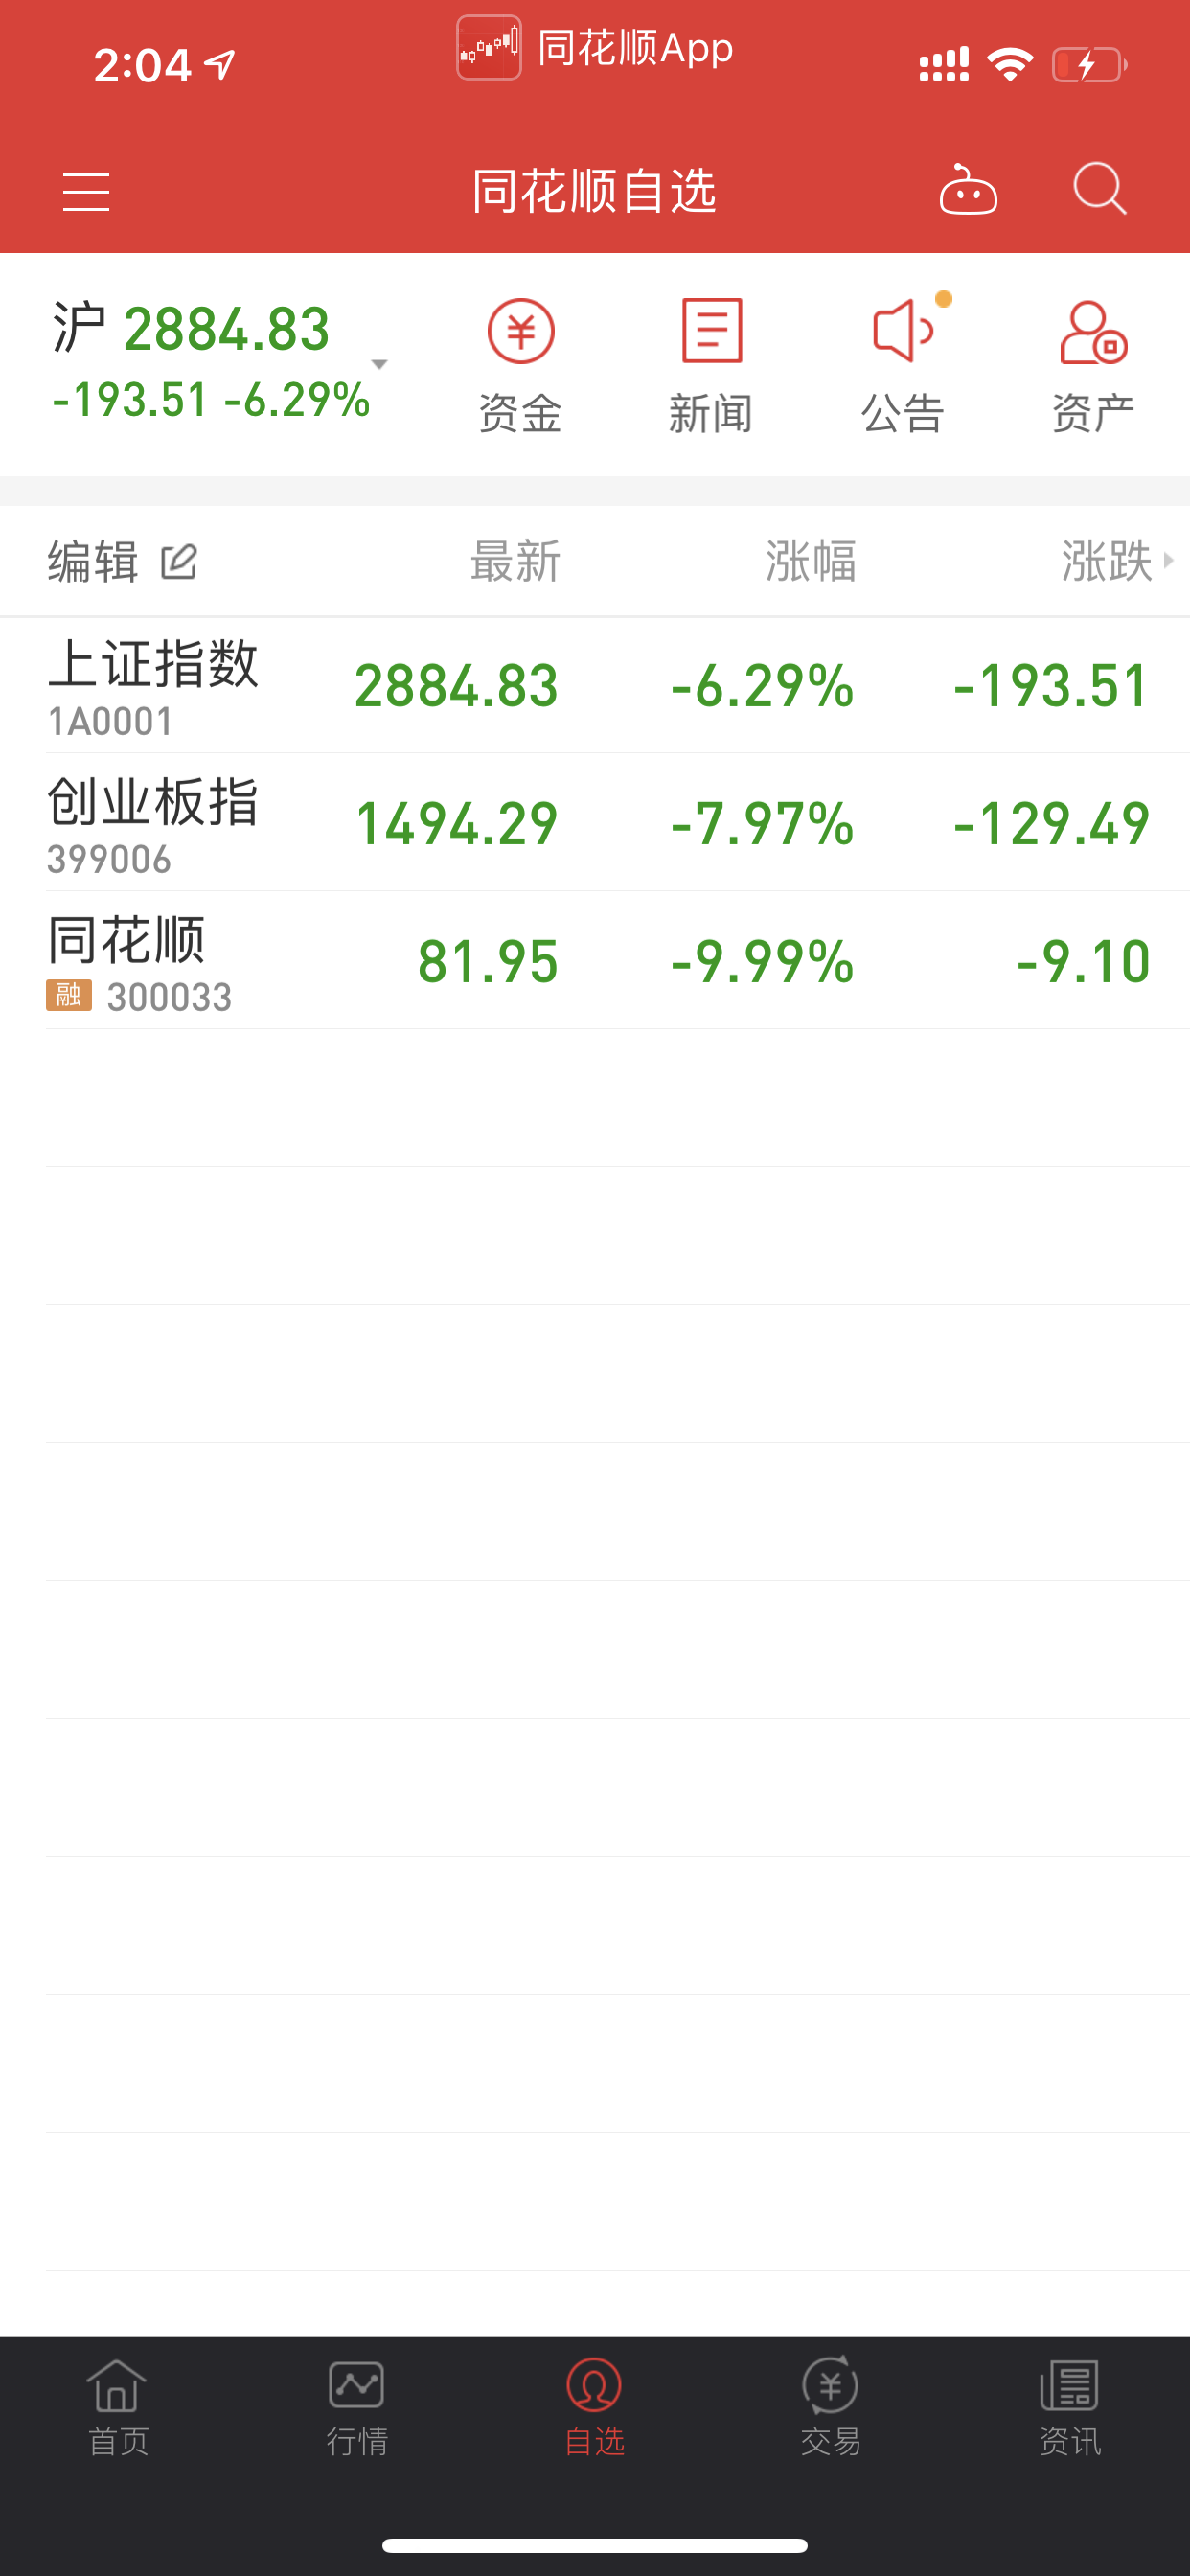 2:04
同花顺App
同花顺自选
沪 2884.83
-193.51 -6.29%
资金
新闻
公告
资产
编辑 最新 涨幅 涨跌
上证指数 2884.83 -6.29% -193.51
1A0001
创业板指 1494.29 -7.97% -129.49
399006
同花顺 81.95 -9.99% -9.10
融 300033
首页 行情 自选 交易 资讯